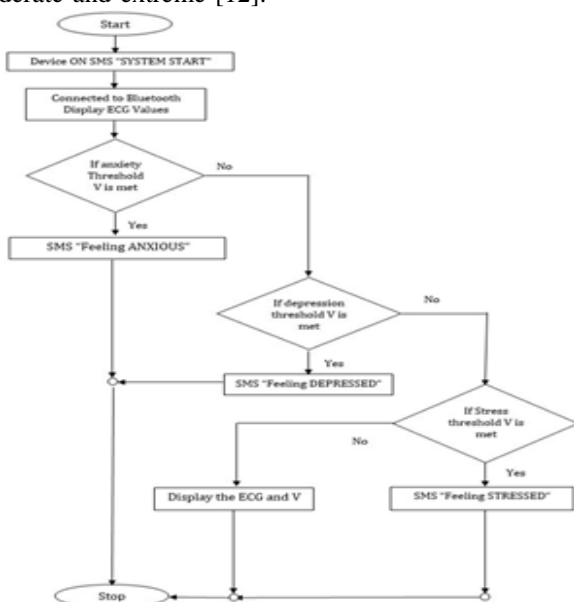 derate and extreme [12].
Start
Device ON SMS "SYSTEM START"
Connected to Bluetooth
Display ECG Values
If anxiety
Threshold
V is met
No
Yes
SMS "Feeling ANXIOUS"
If depression
threshold V is
met
No
Yes
SMS "Feeling DEPRESSED"
If Stress
threshold V is
met
No
Yes
Display the ECG and V
SMS "Feeling STRESSED"
Stop